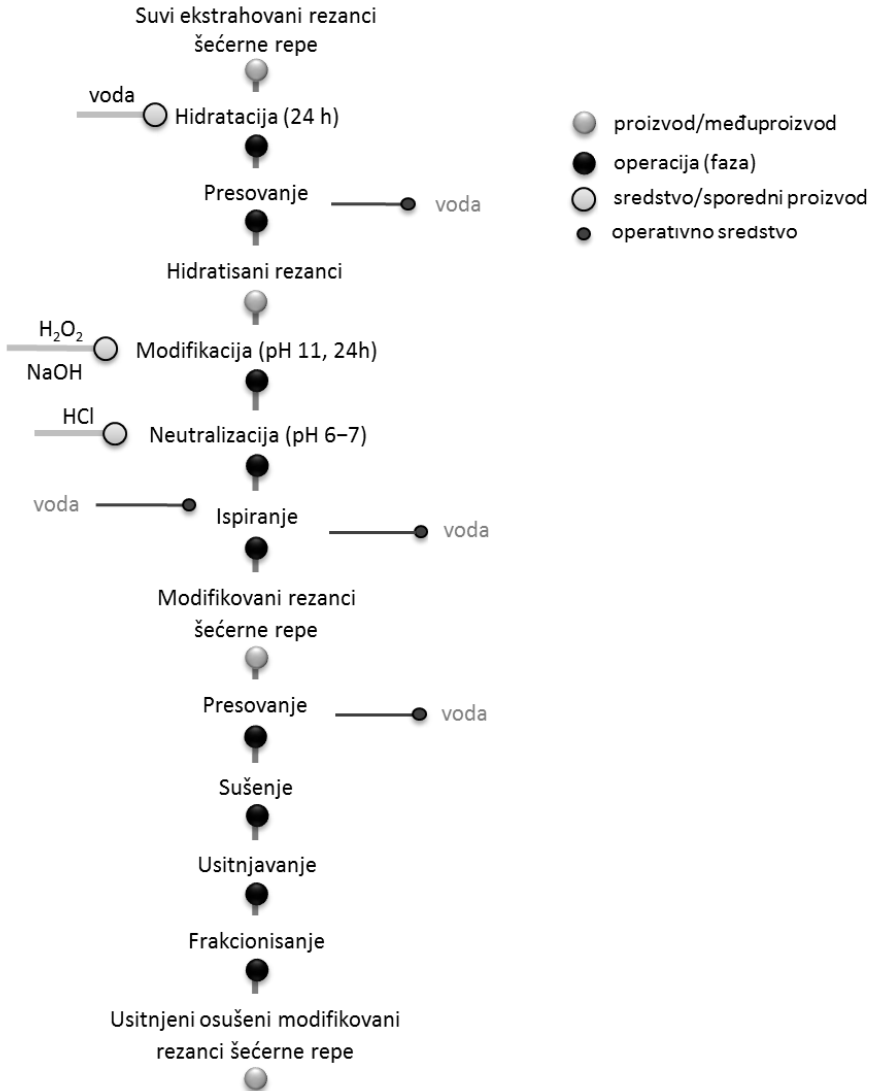 Suvi ekstrahovani rezanci
šećerne repe
voda
Hidratacija (24 h)
Presovanje
voda
Hidratisani rezanci
H₂O₂
NaOH
Modifikacija (pH 11, 24h)
HCl
Neutralizacija (pH 6–7)
voda
Ispiranje
voda
Modifikovani rezanci
šećerne repe
Presovanje
voda
Sušenje
Usitnjavanje
Frakcionisanje
Usitnjeni osušeni modifikovani
rezanci šećerne repe
proizvod/međuproizvod
operacija (faza)
sredstvo/sporedni proizvod
operativno sredstvo